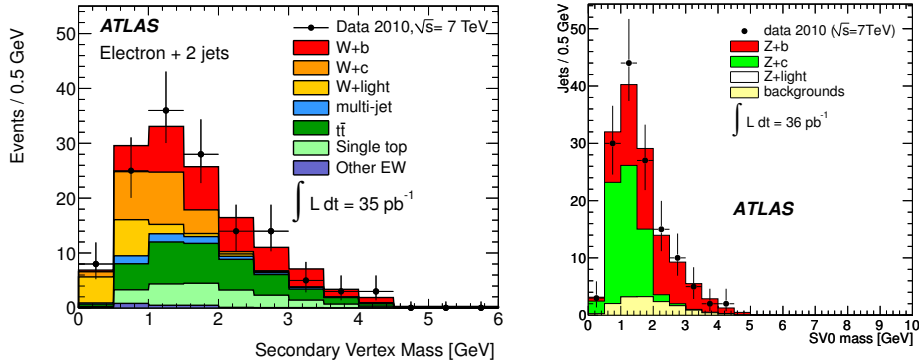 ATLAS
Electron + 2 jets
Data 2010, √s= 7 TeV
W+b
W+c
W+light
multi-jet
tt̄
Single top
Other EW
∫ L dt = 35 pb⁻¹
Events / 0.5 GeV
50
40
30
20
10
0
0 1 2 3 4 5 6
Secondary Vertex Mass [GeV]
data 2010 (√s=7TeV)
Z+b
Z+c
Z+light
backgrounds
∫ L dt = 36 pb⁻¹
ATLAS
Jets / 0.5 GeV
50
40
30
20
10
0
0 1 2 3 4 5 6 7 8 9 10
SV0 mass [GeV]